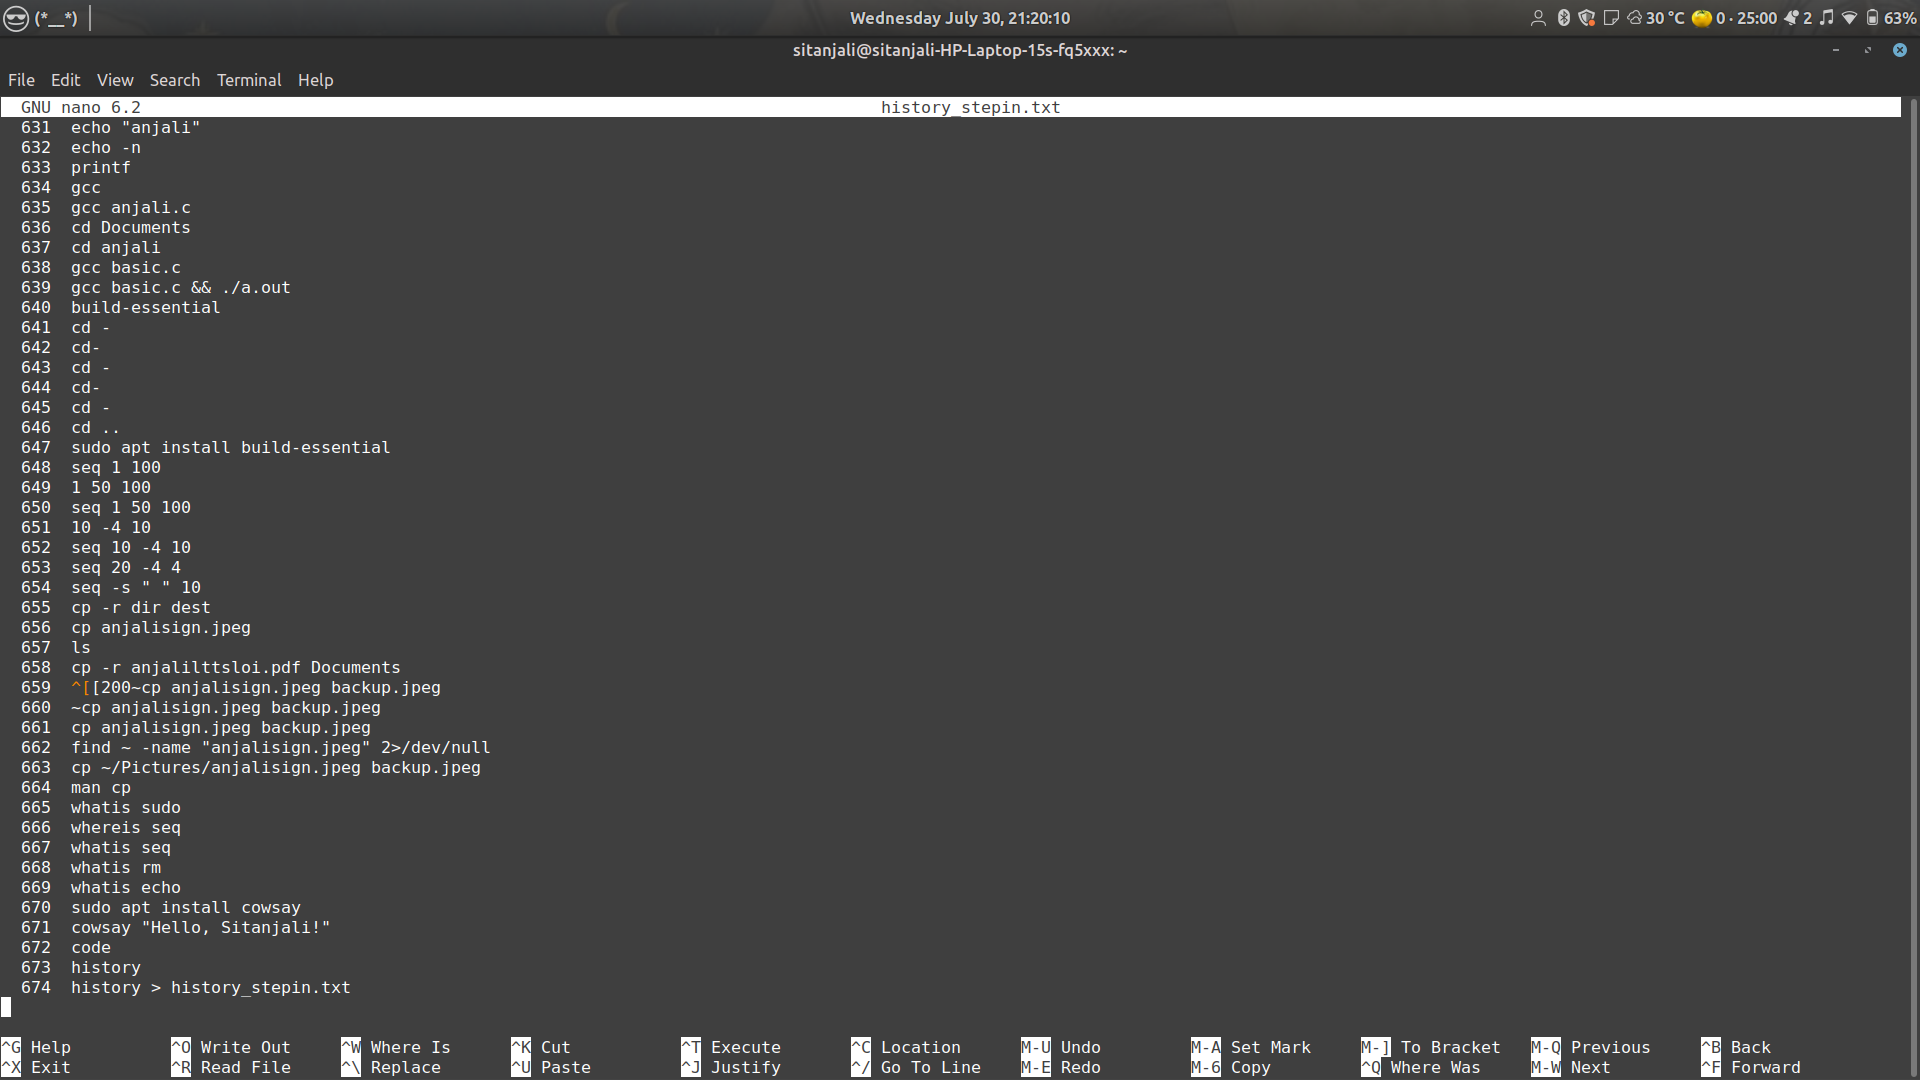 (*__*)
Wednesday July 30, 21:20:10
30 °C 0 · 25:00 2 63%
sitanjali@sitanjali-HP-Laptop-15s-fq5xxx: ~
File Edit View Search Terminal Help
GNU nano 6.2 history_stepin.txt
631 echo "anjali"
632 echo -n
633 printf
634 gcc
635 gcc anjali.c
636 cd Documents
637 cd anjali
638 gcc basic.c
639 gcc basic.c && ./a.out
640 build-essential
641 cd -
642 cd-
643 cd -
644 cd-
645 cd -
646 cd ..
647 sudo apt install build-essential
648 seq 1 100
649 1 50 100
650 seq 1 50 100
651 10 -4 10
652 seq 10 -4 10
653 seq 20 -4 4
654 seq -s " " 10
655 cp -r dir dest
656 cp anjalisign.jpeg
657 ls
658 cp -r anjalilttsloi.pdf Documents
659 ^[[200~cp anjalisign.jpeg backup.jpeg
660 ~cp anjalisign.jpeg backup.jpeg
661 cp anjalisign.jpeg backup.jpeg
662 find ~ -name "anjalisign.jpeg" 2>/dev/null
663 cp ~/Pictures/anjalisign.jpeg backup.jpeg
664 man cp
665 whatis sudo
666 whereis seq
667 whatis seq
668 whatis rm
669 whatis echo
670 sudo apt install cowsay
671 cowsay "Hello, Sitanjali!"
672 code
673 history
674 history > history_stepin.txt
^G Help ^O Write Out ^W Where Is ^K Cut ^T Execute ^C Location M-U Undo M-A Set Mark M-] To Bracket M-Q Previous ^B Back
^X Exit ^R Read File ^\ Replace ^U Paste ^J Justify ^/ Go To Line M-E Redo M-6 Copy ^Q Where Was M-W Next ^F Forward